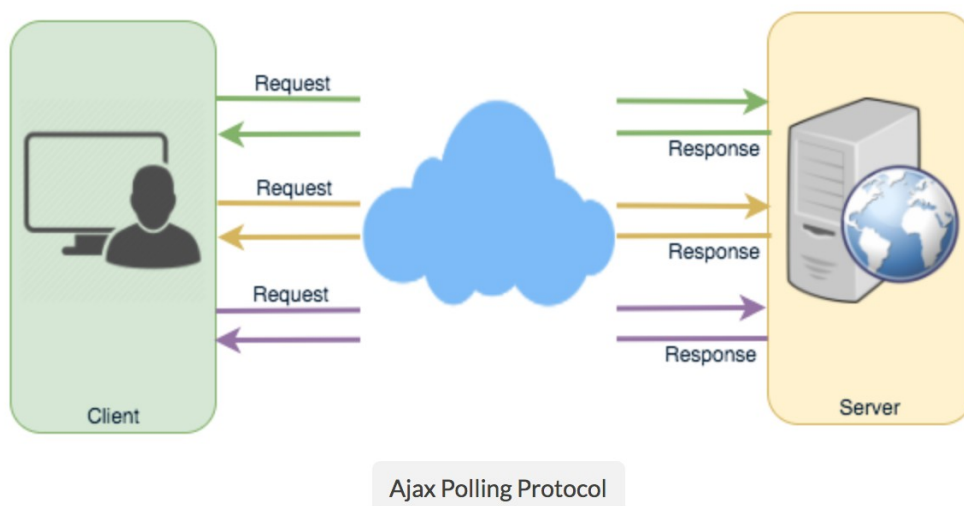 Request
Response
Request
Response
Request
Response
Client
Server
Ajax Polling Protocol